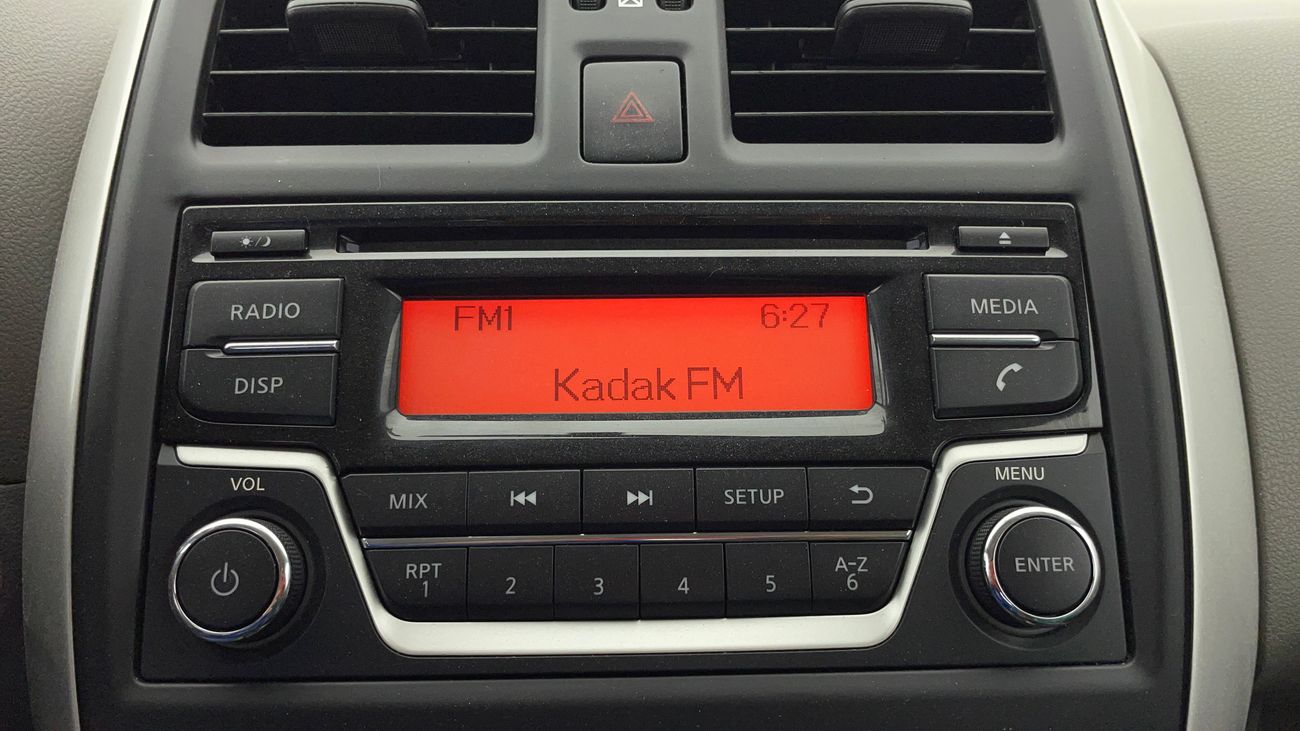 RADIO
DISP
FM1 6:27
Kadak FM
MEDIA
VOL
MIX
SETUP
MENU
RPT
1
2
3
4
5
A-Z
6
ENTER